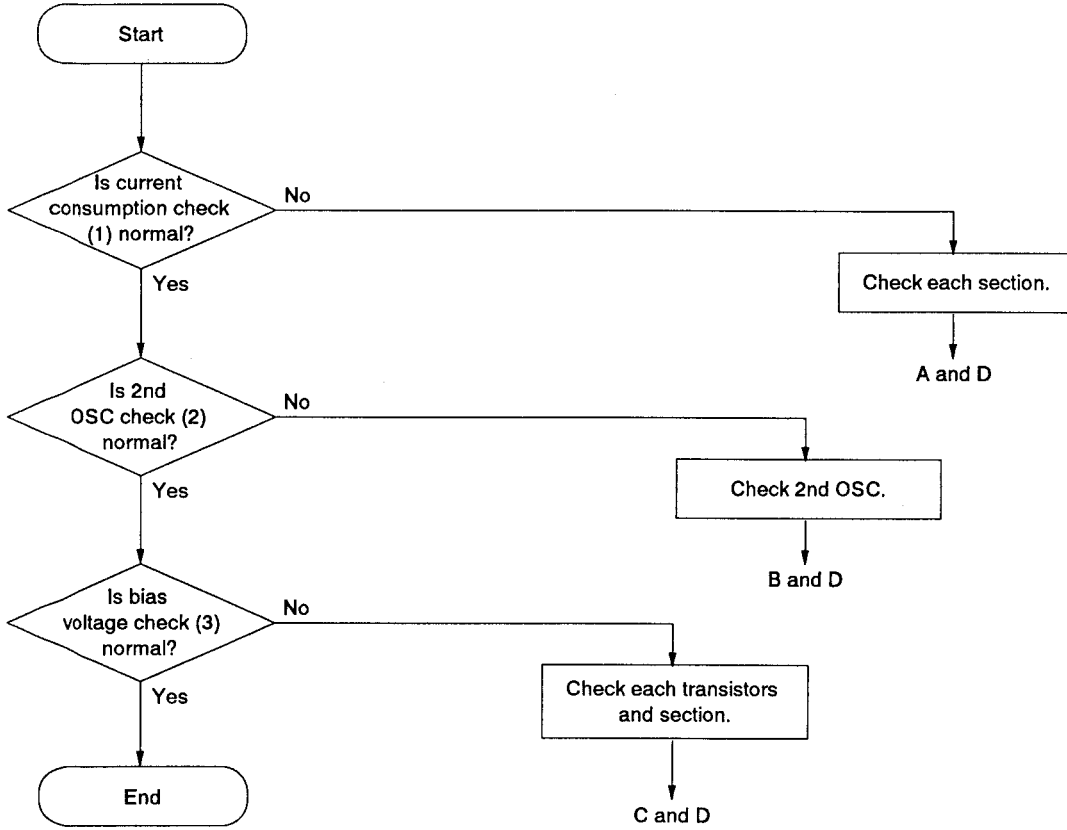 Start
Is current
consumption check
(1) normal?
No
Yes
Check each section.
A and D
Is 2nd
OSC check (2)
normal?
No
Yes
Check 2nd OSC.
B and D
Is bias
voltage check (3)
normal?
No
Yes
Check each transistors
and section.
C and D
End